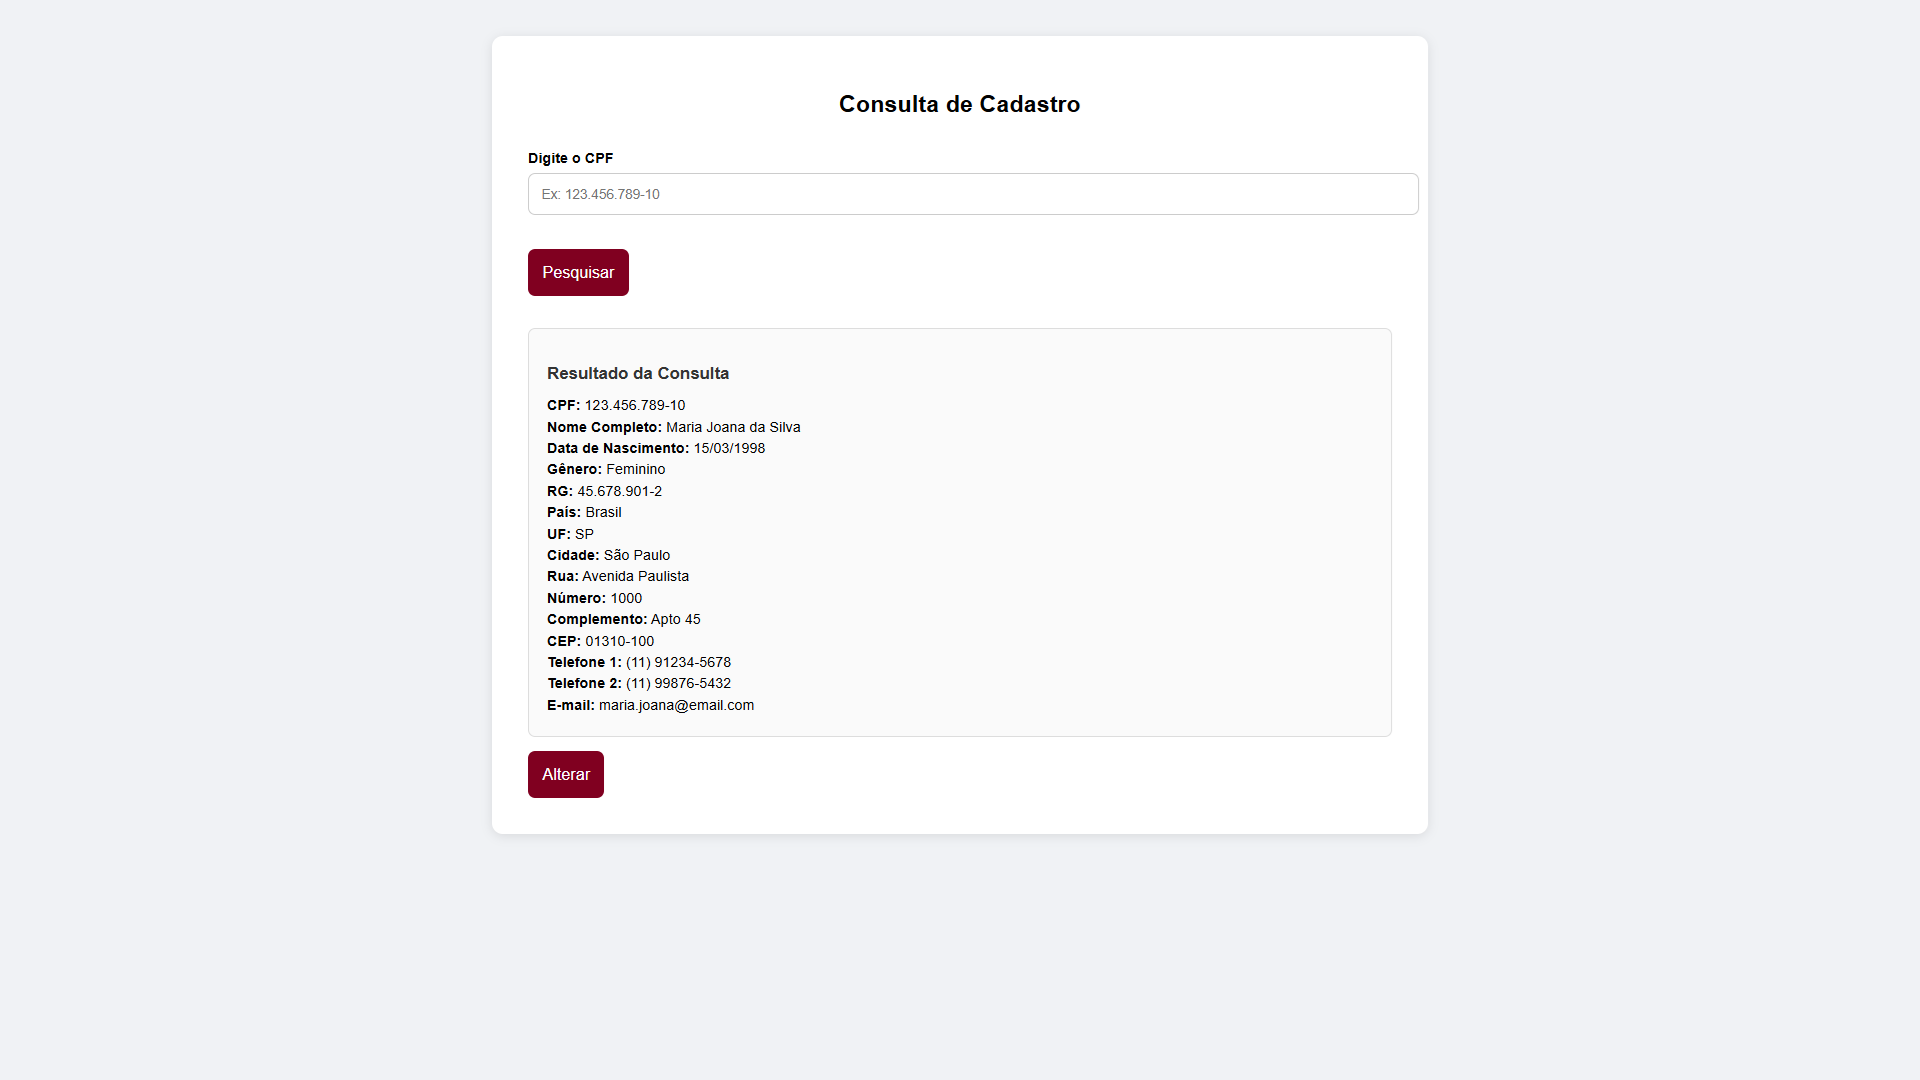 Consulta de Cadastro
Digite o CPF
Ex: 123.456.789-10
Pesquisar
Resultado da Consulta
CPF: 123.456.789-10
Nome Completo: Maria Joana da Silva
Data de Nascimento: 15/03/1998
Gênero: Feminino
RG: 45.678.901-2
País: Brasil
UF: SP
Cidade: São Paulo
Rua: Avenida Paulista
Número: 1000
Complemento: Apto 45
CEP: 01310-100
Telefone 1: (11) 91234-5678
Telefone 2: (11) 99876-5432
E-mail: maria.joana@email.com
Alterar